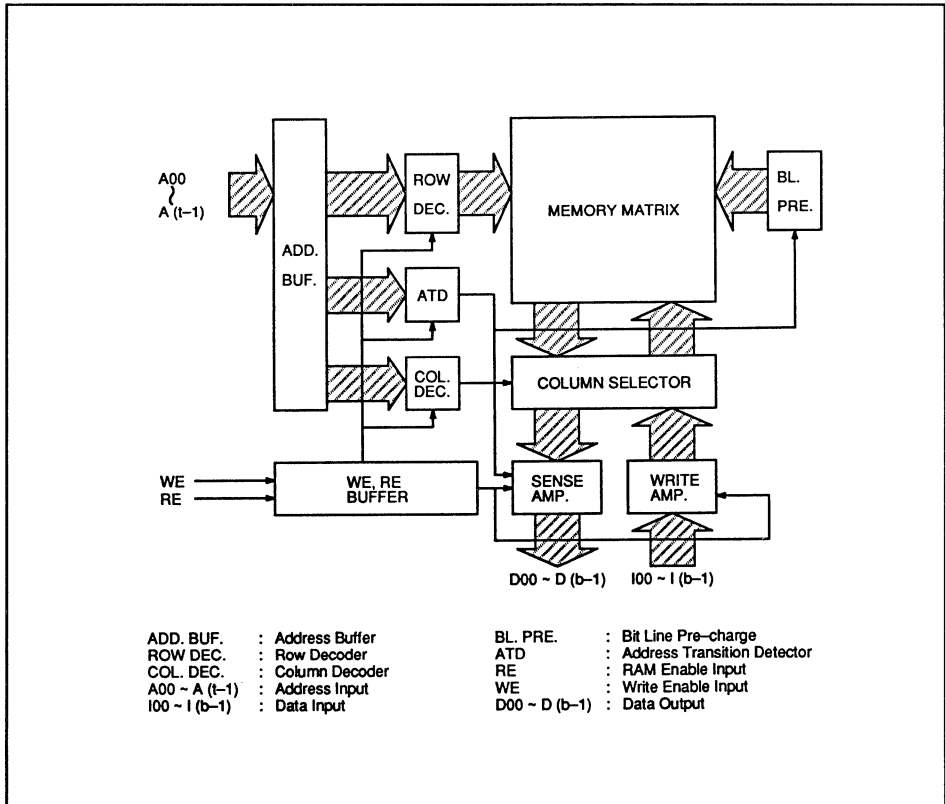 A00
~
A (t–1)
ADD.
BUF.
ROW
DEC.
MEMORY MATRIX
BL.
PRE.
ATD
COL.
DEC.
COLUMN SELECTOR
WE
RE
WE, RE
BUFFER
SENSE
AMP.
WRITE
AMP.
D00 ~ D (b–1)
I00 ~ I (b–1)
ADD. BUF. : Address Buffer
ROW DEC. : Row Decoder
COL. DEC. : Column Decoder
A00 ~ A (t–1) : Address Input
I00 ~ I (b–1) : Data Input
BL. PRE. : Bit Line Pre–charge
ATD : Address Transition Detector
RE : RAM Enable Input
WE : Write Enable Input
D00 ~ D (b–1) : Data Output